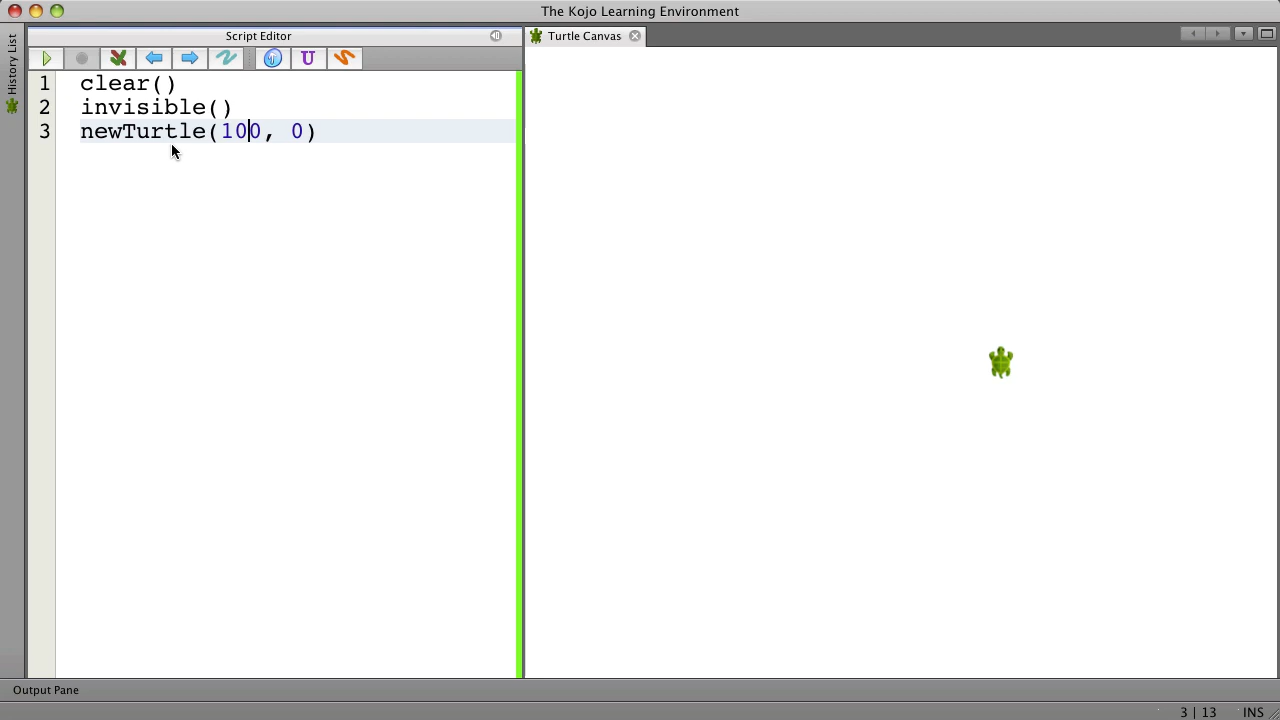 The Kojo Learning Environment
History List
Script Editor
Turtle Canvas
U
1 clear()
2 invisible()
3 newTurtle(100, 0)
Output Pane
3 | 13 INS